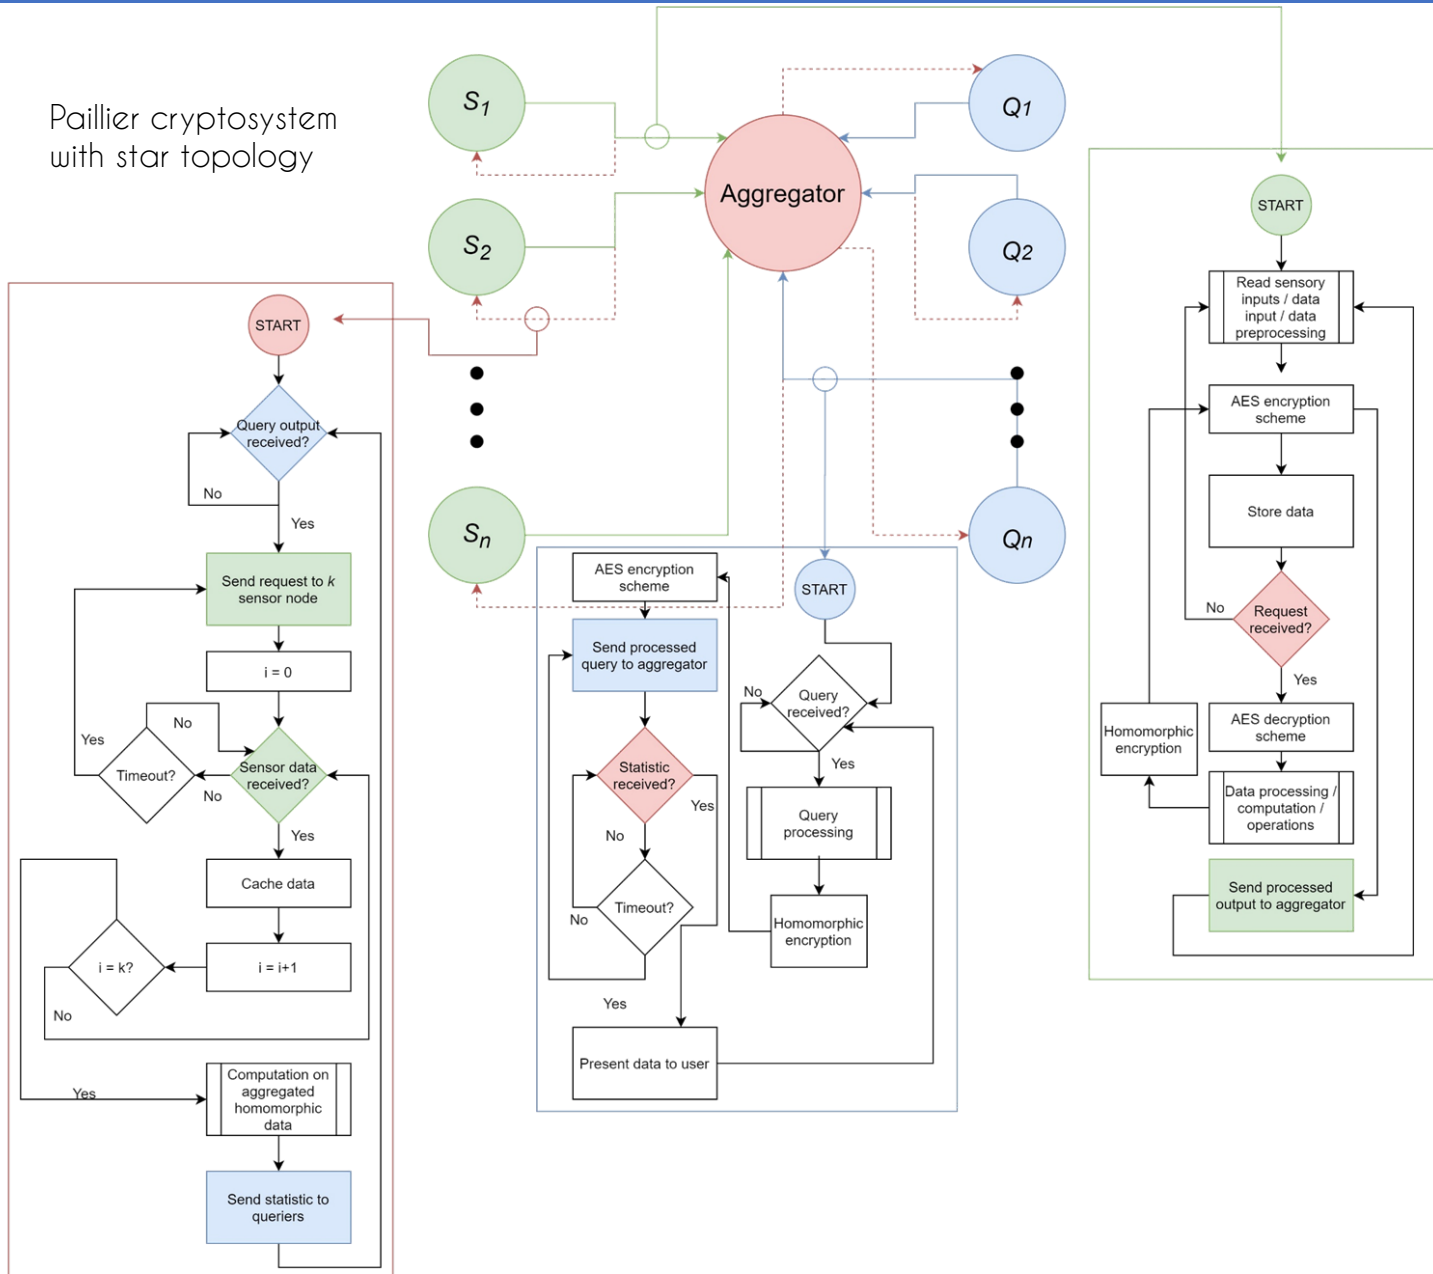 Paillier cryptosystem
with star topology
S1
S2
Sn
Aggregator
Q1
Q2
Qn
START
Query output
received?
No
Yes
Send request to k
sensor node
i = 0
No
Yes
Timeout?
Sensor data
received?
No
Yes
Cache data
i = k?
i = i+1
No
Yes
Computation on
aggregated
homomorphic
data
Send statistic to
queriers
AES encryption
scheme
START
Send processed
query to aggregator
No
Query
received?
Yes
Statistic
received?
Yes
No
Query
processing
Timeout?
No
Homomorphic
encryption
Yes
Present data to user
START
Read sensory
inputs / data
input / data
preprocessing
AES encryption
scheme
Store data
No
Request
received?
Yes
Homomorphic
encryption
AES decryption
scheme
Data processing /
computation /
operations
Send processed
output to aggregator